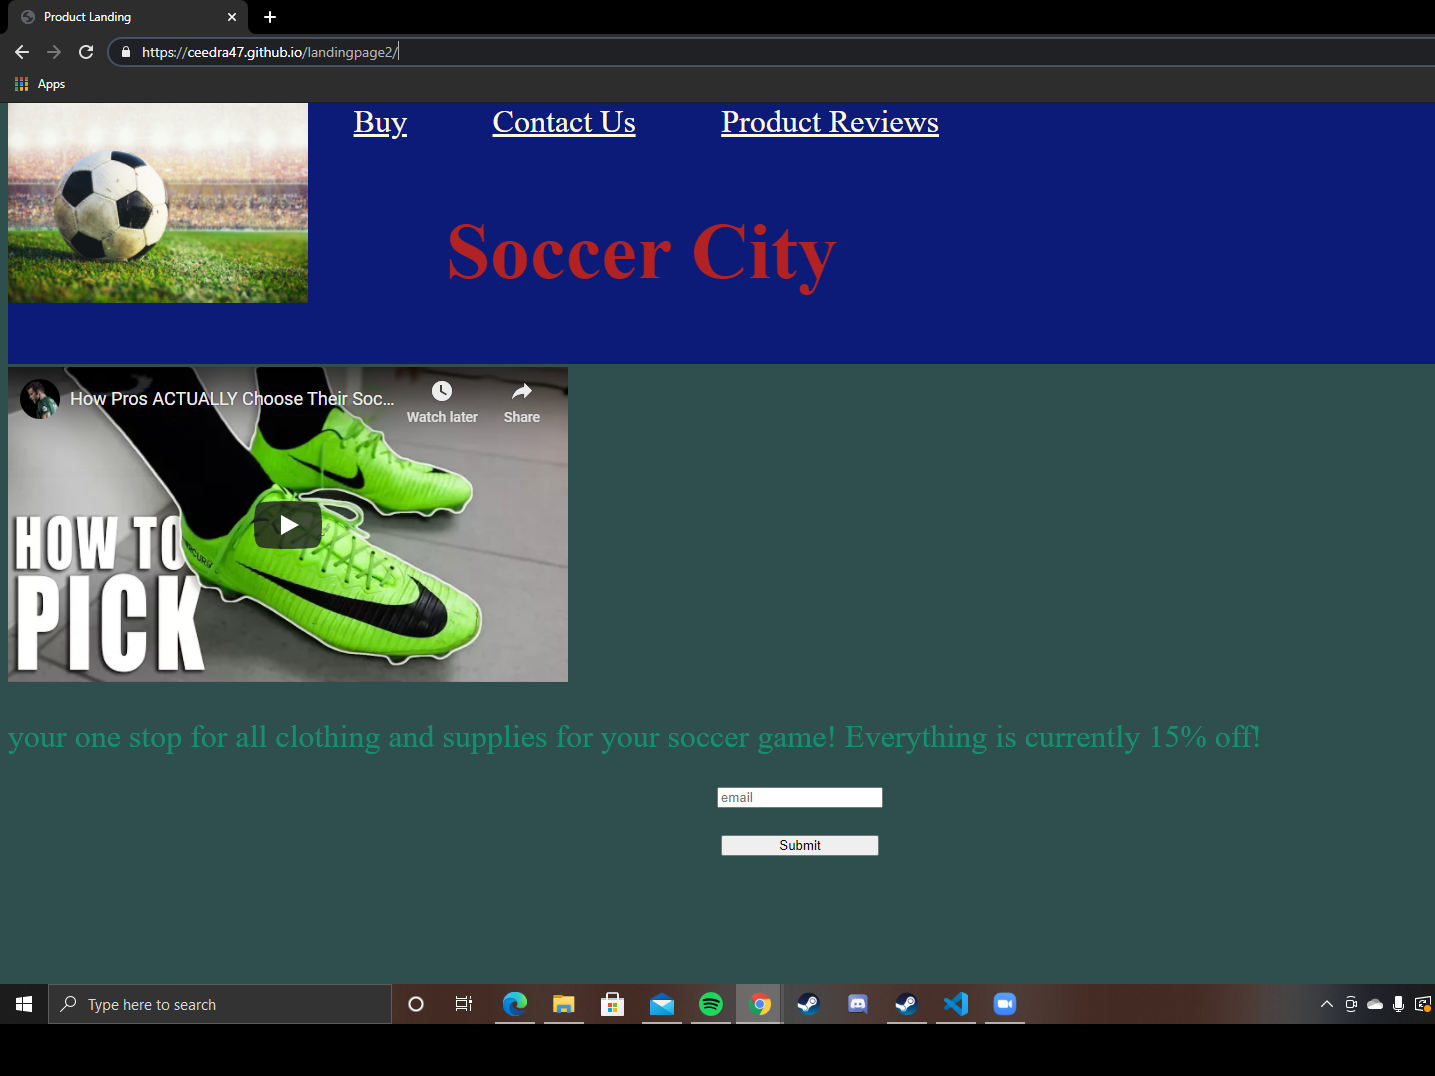 Product Landing
https://ceedra47.github.io/landingpage2/
Apps
Buy Contact Us Product Reviews
Soccer City
How Pros ACTUALLY Choose Their Soc...
Watch later Share
HOW TO
PICK
your one stop for all clothing and supplies for your soccer game! Everything is currently 15% off!
email
Submit
Type here to search